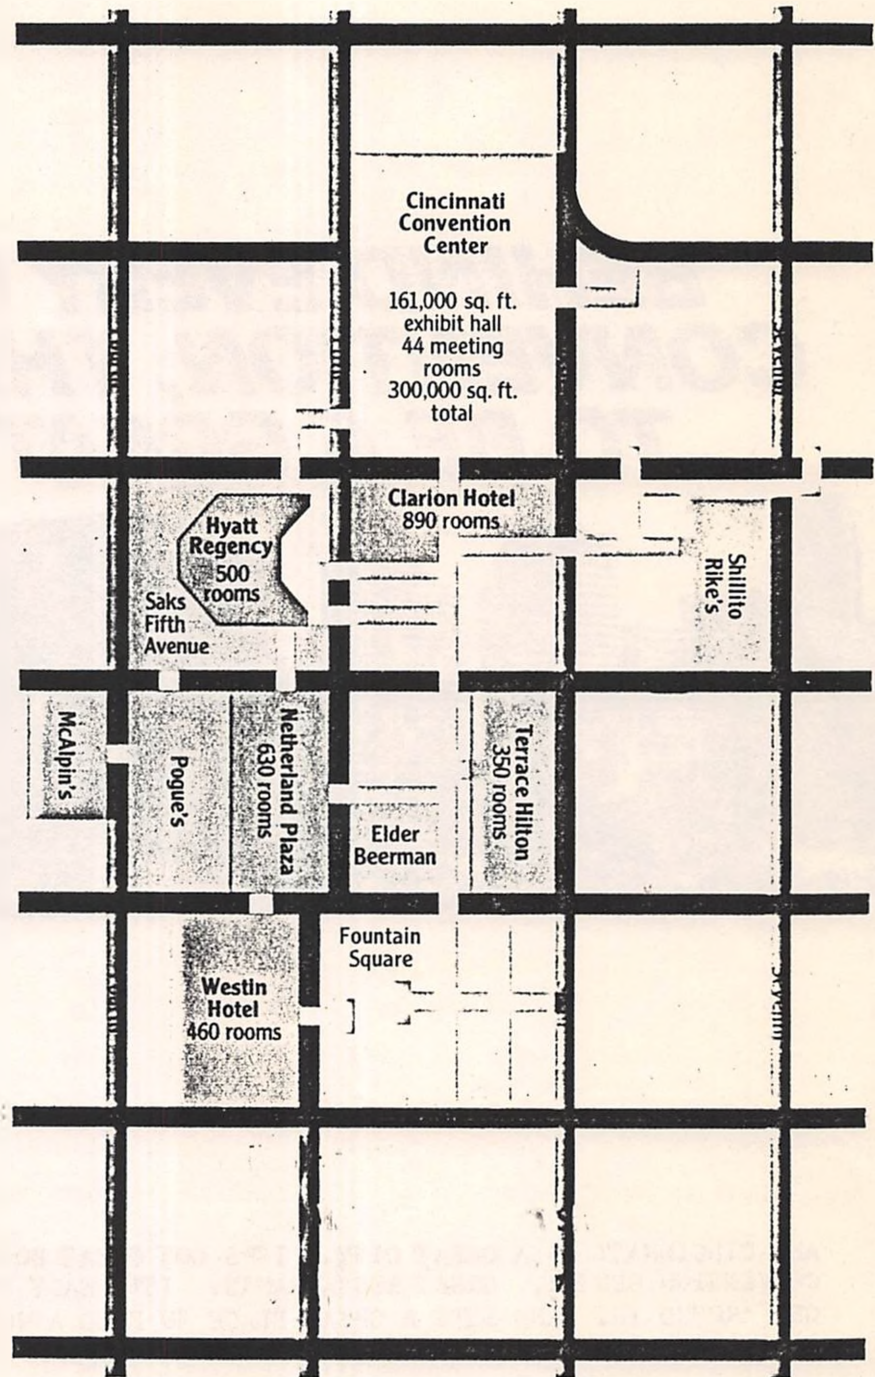 Cincinnati
Convention
Center
161,000 sq. ft.
exhibit hall
44 meeting
rooms
300,000 sq. ft.
total
Clarion Hotel
890 rooms
Hyatt
Regency
500
rooms
Saks
Fifth
Avenue
Shillito
Rike's
McAlpin's
Pogue's
Netherland Plaza
630 rooms
Elder
Beerman
Terrace Hilton
350 rooms
Fountain
Square
Westin
Hotel
460 rooms
Seventh